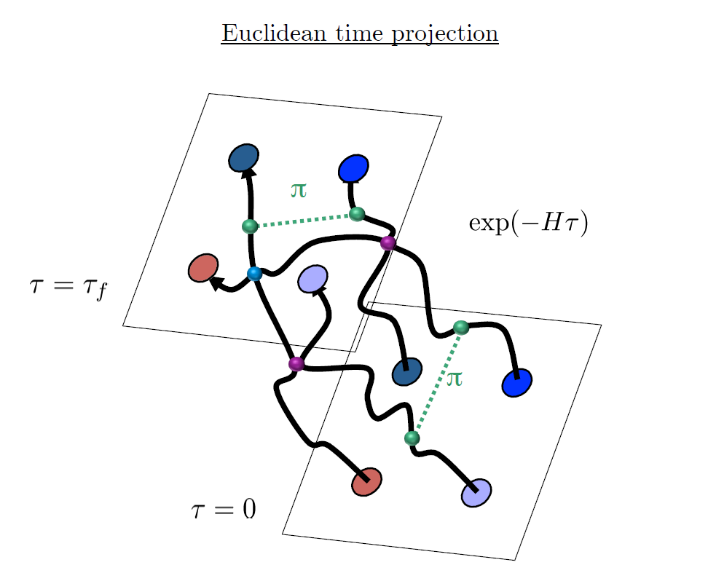 Euclidean time projection
π
exp(−Hτ)
τ = τ_f
π
τ = 0